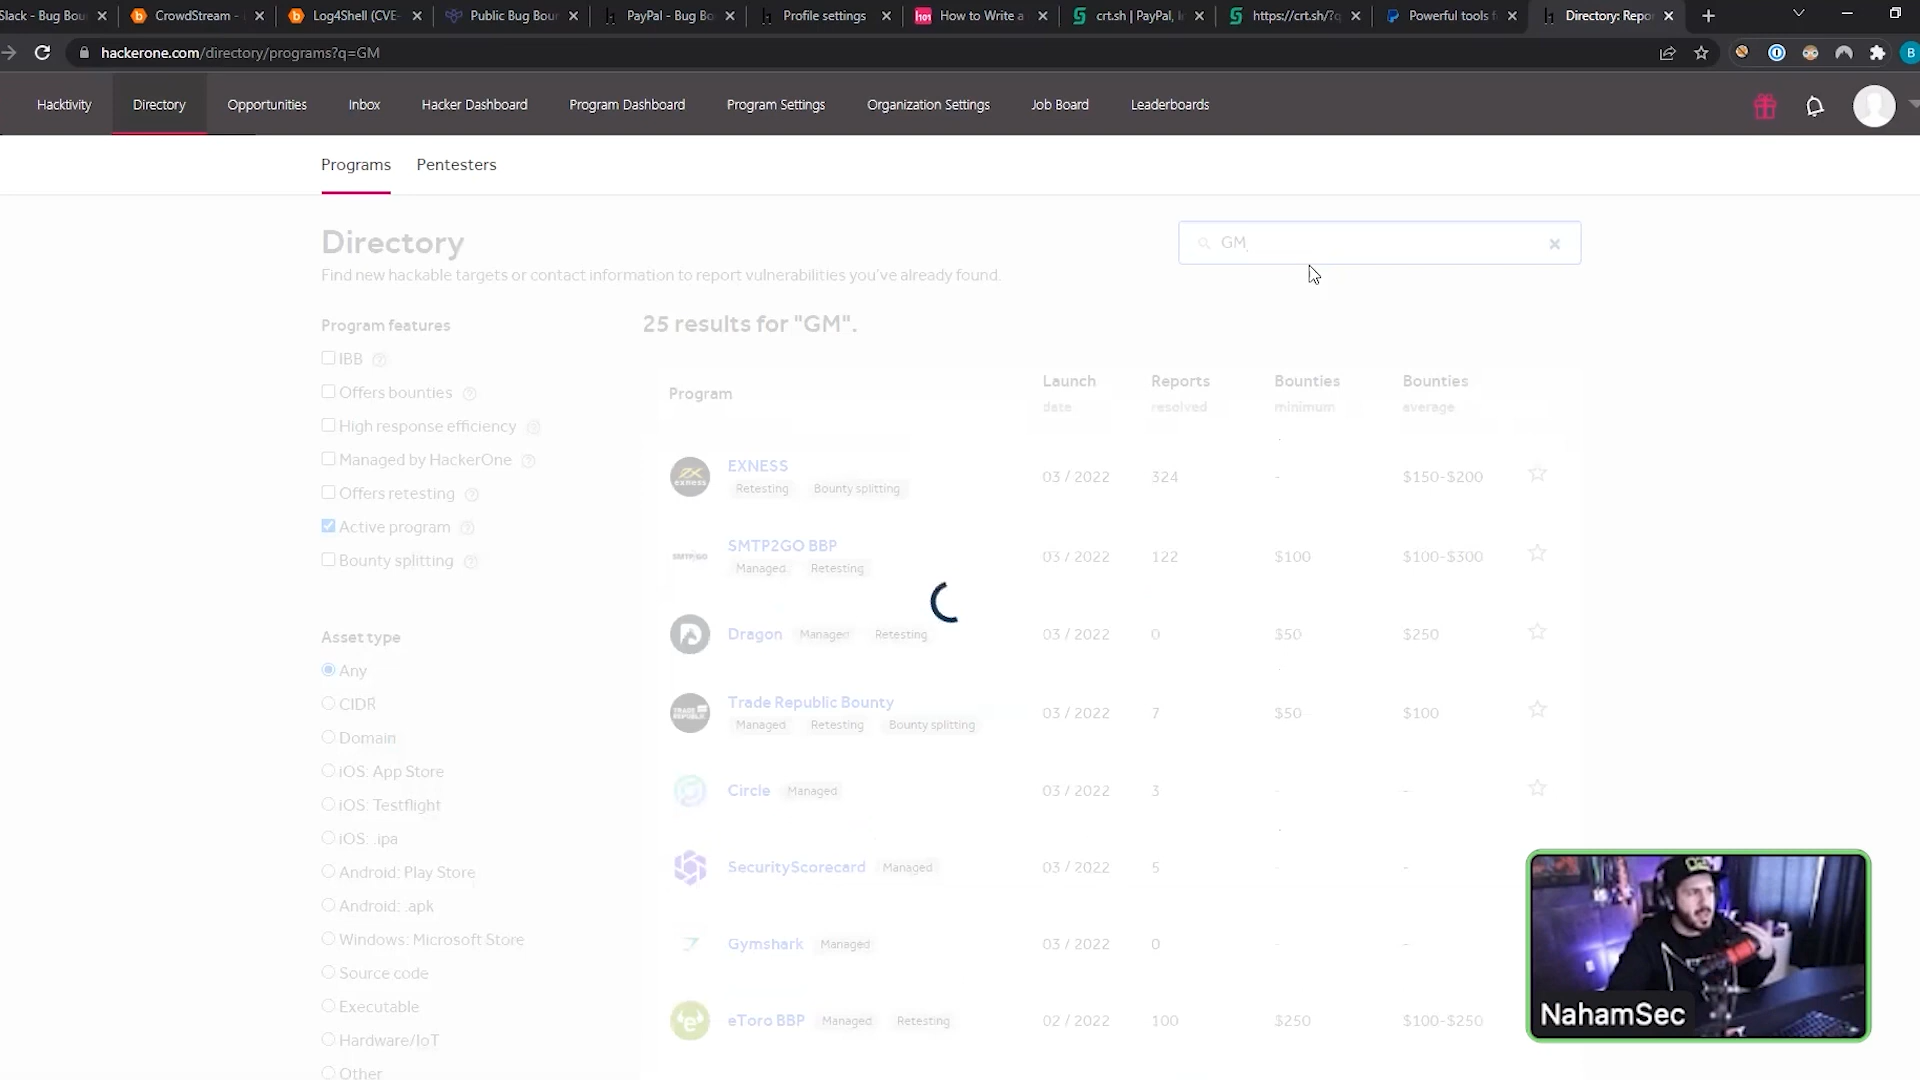 Slack - Bug Bou
CrowdStream -
Log4Shell (CVE-
Public Bug Boun
PayPal - Bug Bo
Profile settings
How to Write a
crt.sh | PayPal, I
https://crt.sh/?q
Powerful tools f
Directory: Repo
hackerone.com/directory/programs?q=GM
B
Hacktivity
Directory
Opportunities
Inbox
Hacker Dashboard
Program Dashboard
Program Settings
Organization Settings
Job Board
Leaderboards
Programs
Pentesters
Directory
Find new hackable targets or contact information to report vulnerabilities you've already found.
GM
Program features
IBB
Offers bounties
High response efficiency
Managed by HackerOne
Offers retesting
Active program
Bounty splitting
Asset type
Any
CIDR
Domain
iOS: App Store
iOS: Testflight
iOS: .ipa
Android: Play Store
Android: .apk
Windows: Microsoft Store
Source code
Executable
Hardware/IoT
Other
25 results for "GM".
Program
Launch date
Reports resolved
Bounties minimum
Bounties average
EXNESS
Retesting Bounty splitting
03 / 2022 324 - $150-$200
SMTP2GO BBP
Managed Retesting
03 / 2022 122 $100 $100-$300
Dragon Managed Retesting 03 / 2022 0 $50 $250
Trade Republic Bounty
Managed Retesting Bounty splitting
03 / 2022 7 $50 $100
Circle Managed 03 / 2022 3 - -
SecurityScorecard Managed 03 / 2022 5 - -
Gymshark Managed 03 / 2022 0 - -
eToro BBP Managed Retesting 02 / 2022 100 $250 $100-$250
NahamSec